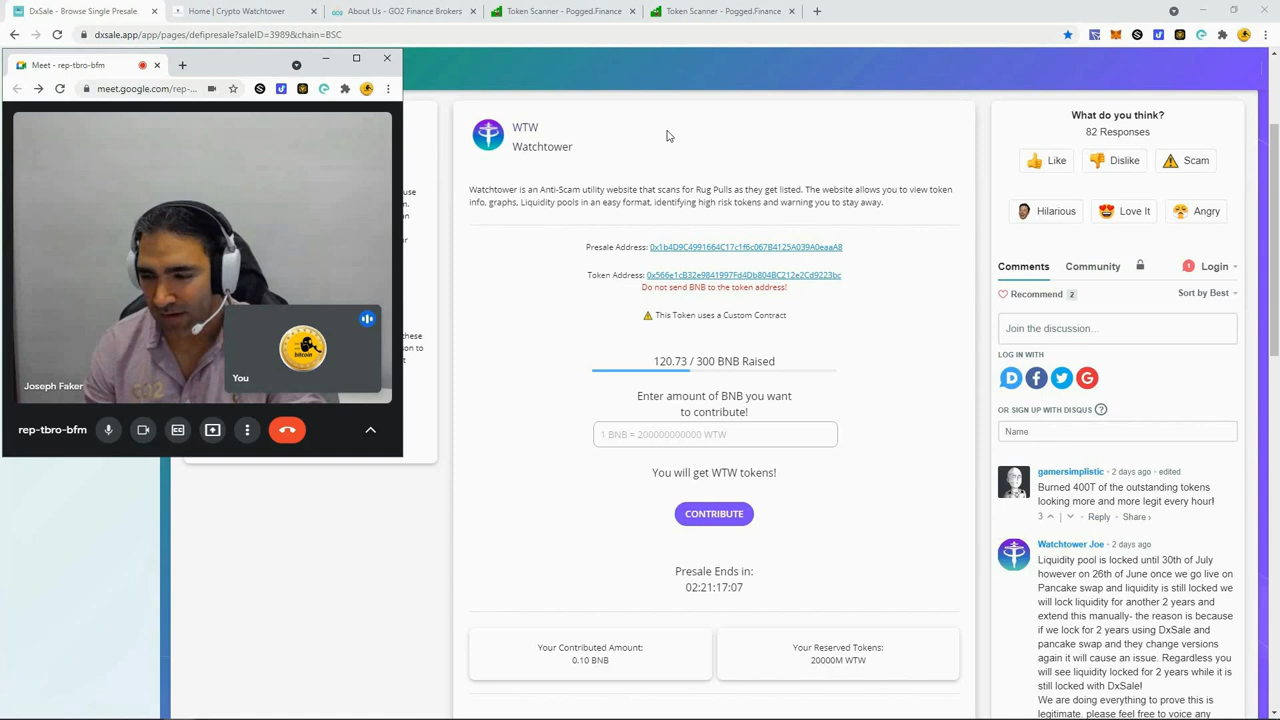 DxSale - Browse Single Presale
Home | Crypto Watchtower
About Us - GO2 Finance Brokers
Token Scanner - Pogged.Finance
Token Scanner - Pogged.Finance
dxsale.app/app/pages/defipresale?saleID=3989&chain=BSC
Meet - rep-tbro-bfm
meet.google.com/rep-...
Joseph Faker
bitcoin
You
rep-tbro-bfm
use
an
or
these
son to
WTW
Watchtower
Watchtower is an Anti-Scam utility website that scans for Rug Pulls as they get listed. The website allows you to view token
info, graphs, Liquidity pools in an easy format, identifying high risk tokens and warning you to stay away.
Presale Address: 0x1b4D9C4991664C17c1f6c067B4125A039A0eaaA8
Token Address: 0x566e1cB32e9841997Fd4Db804BC212e2Cd9223bc
Do not send BNB to the token address!
This Token uses a Custom Contract
120.73 / 300 BNB Raised
Enter amount of BNB you want
to contribute!
1 BNB = 200000000000 WTW
You will get WTW tokens!
CONTRIBUTE
Presale Ends in:
02:21:17:07
Your Contributed Amount:
0.10 BNB
Your Reserved Tokens:
20000M WTW
What do you think?
82 Responses
Like
Dislike
Scam
Hilarious
Love It
Angry
Comments
Community
1
Login
Recommend 2
Sort by Best
Join the discussion...
LOG IN WITH
OR SIGN UP WITH DISQUS ?
Name
gamersimplistic • 2 days ago • edited
Burned 400T of the outstanding tokens
looking more and more legit every hour!
3 | • Reply • Share ›
Watchtower Joe • 2 days ago
Liquidity pool is locked until 30th of July
however on 26th of June once we go live on
Pancake swap and liquidity is still locked we
will lock liquidity for another 2 years and
extend this manually- the reason is because
if we lock for 2 years using DxSale and
pancake swap and they change versions
again it will cause an issue. Regardless you
will see liquidity locked for 2 years while it is
still locked with DxSale!
We are doing everything to prove this is
legitimate, please feel free to voice any